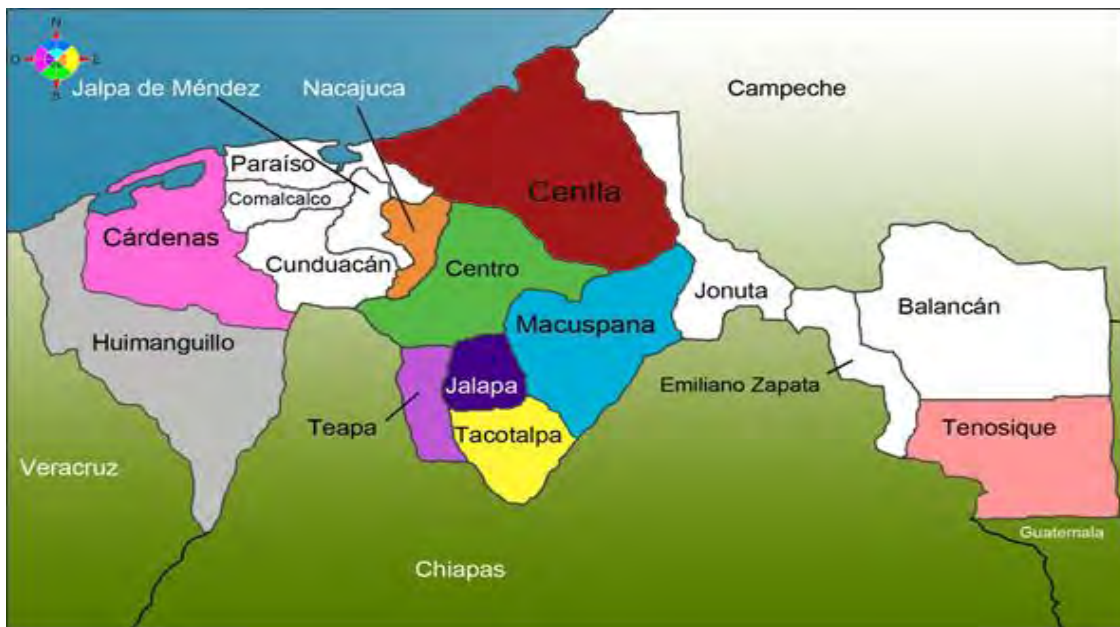 N
O
E
S
Jalpa de Méndez
Nacajuca
Campeche
Paraíso
Comalcalco
Centla
Cárdenas
Cunduacán
Centro
Jonuta
Balancán
Huimanguillo
Macuspana
Jalapa
Emiliano Zapata
Teapa
Tacotalpa
Tenosique
Veracruz
Guatemala
Chiapas